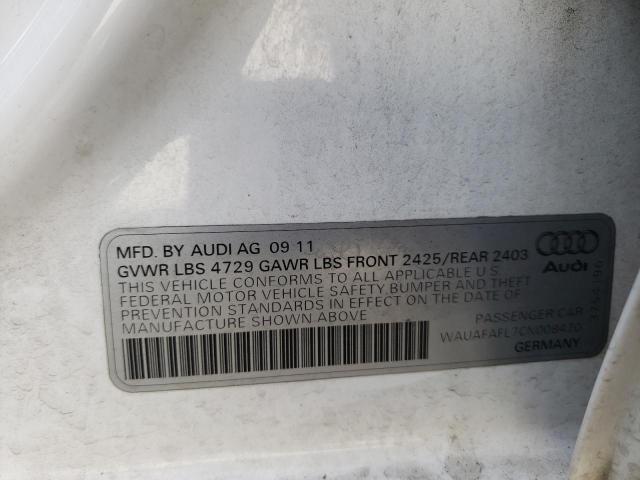 MFD. BY AUDI AG 09 11
GVWR LBS 4729 GAWR LBS FRONT 2425/REAR 2403
THIS VEHICLE CONFORMS TO ALL APPLICABLE U.S.
FEDERAL MOTOR VEHICLE SAFETY BUMPER AND THEFT
PREVENTION STANDARDS IN EFFECT ON THE DATE OF
MANUFACTURE SHOWN ABOVE
Audi
PASSENGER CAR
WAUAFAFL7CN008420
GERMANY